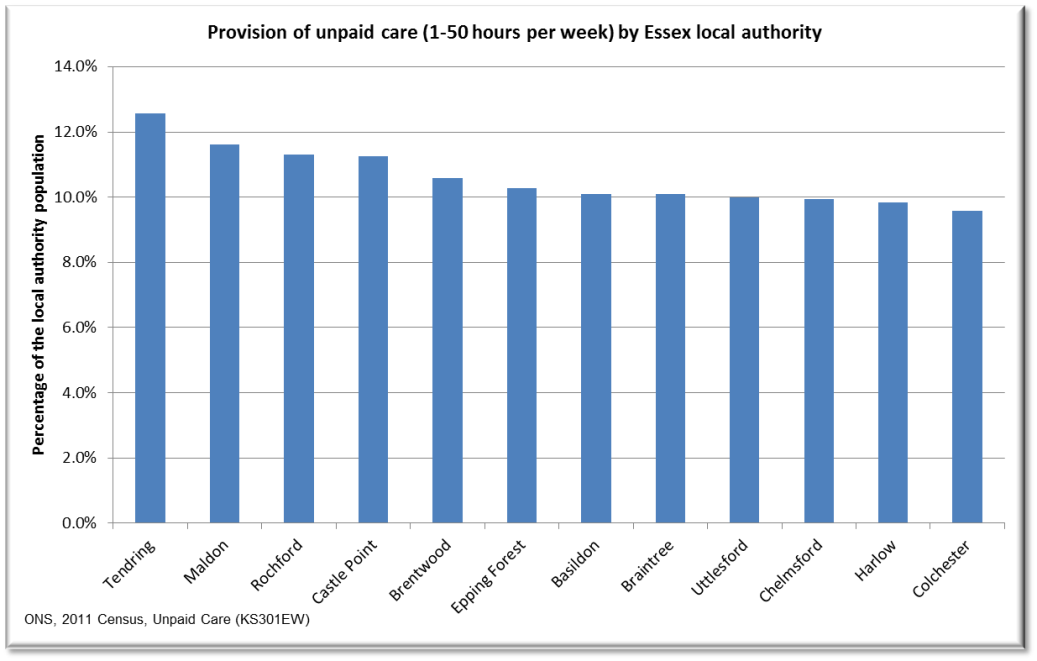 Provision of unpaid care (1-50 hours per week) by Essex local authority
Percentage of the local authority population
14.0%
12.0%
10.0%
8.0%
6.0%
4.0%
2.0%
0.0%
Tendring
Maldon
Rochford
Castle Point
Brentwood
Epping Forest
Basildon
Braintree
Uttlesford
Chelmsford
Harlow
Colchester
ONS, 2011 Census, Unpaid Care (KS301EW)